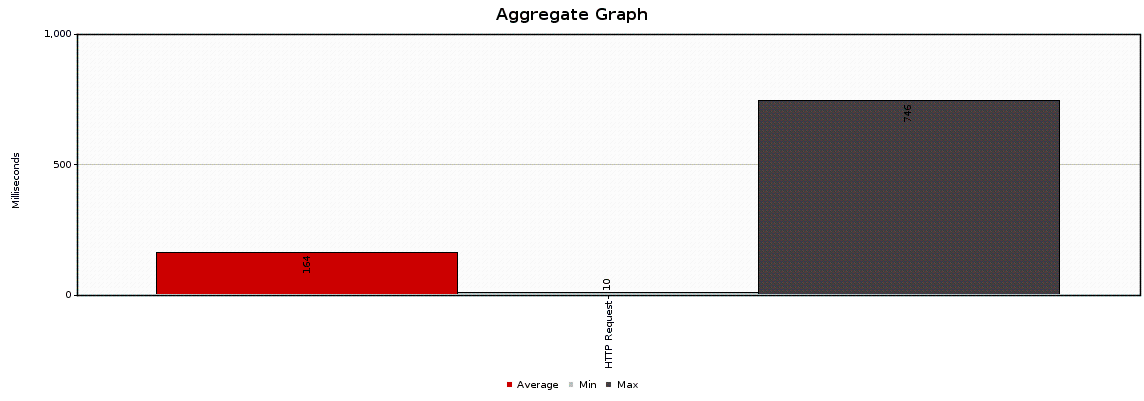 Aggregate Graph
1,000
500
0
Milliseconds
164
10
746
HTTP Request
Average Min Max